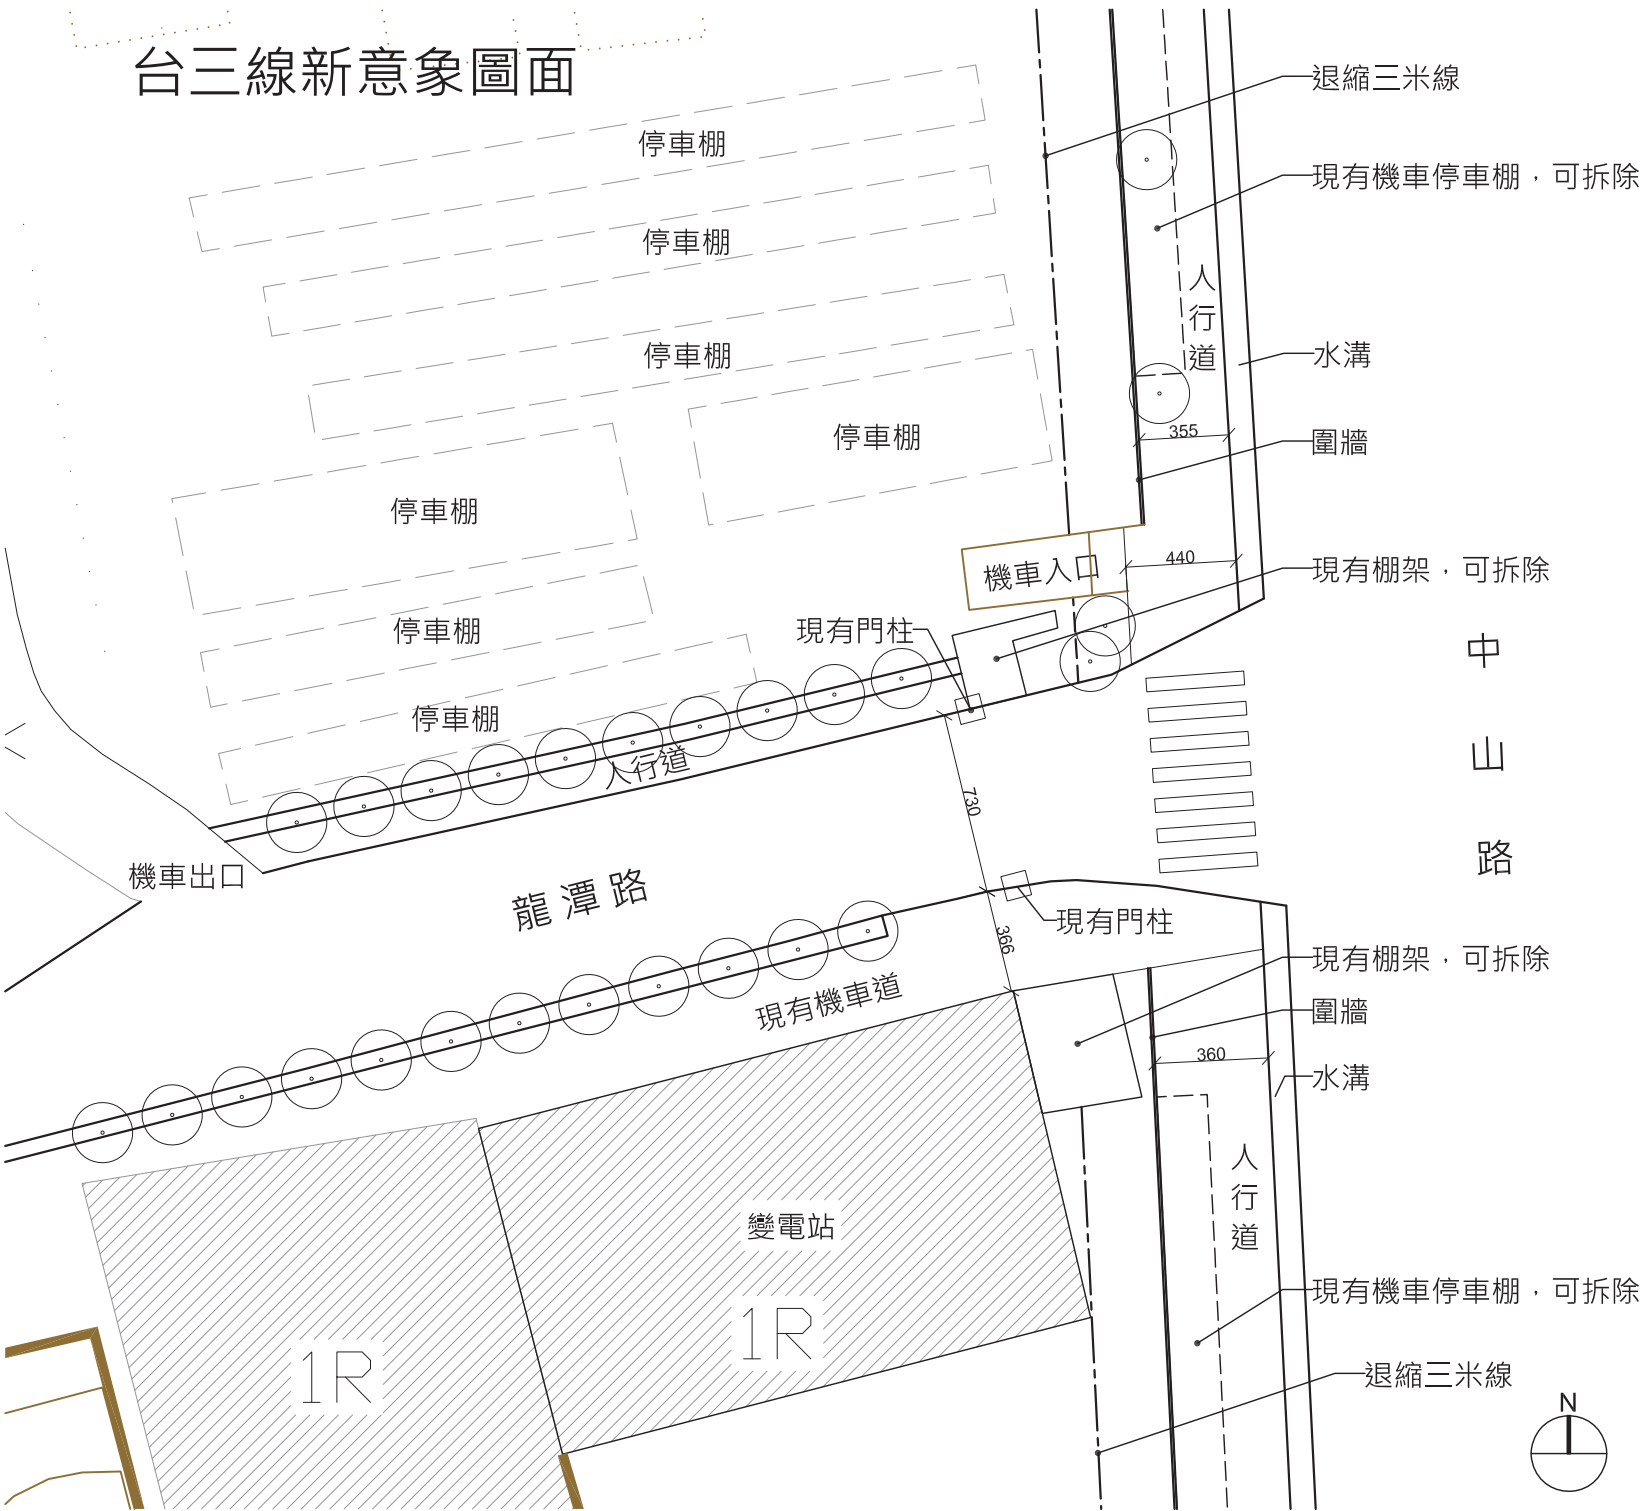 台三線新意象圖面
退縮三米線
停車棚
現有機車停車棚，可拆除
停車棚
人行道
停車棚
水溝
停車棚
355
圍牆
停車棚
440
機車入口
現有棚架，可拆除
停車棚
現有門柱
中山路
停車棚
人行道
730
機車出口
龍潭路
現有門柱
366
現有棚架，可拆除
現有機車道
圍牆
360
水溝
人行道
變電站
現有機車停車棚，可拆除
1R
1R
退縮三米線
N